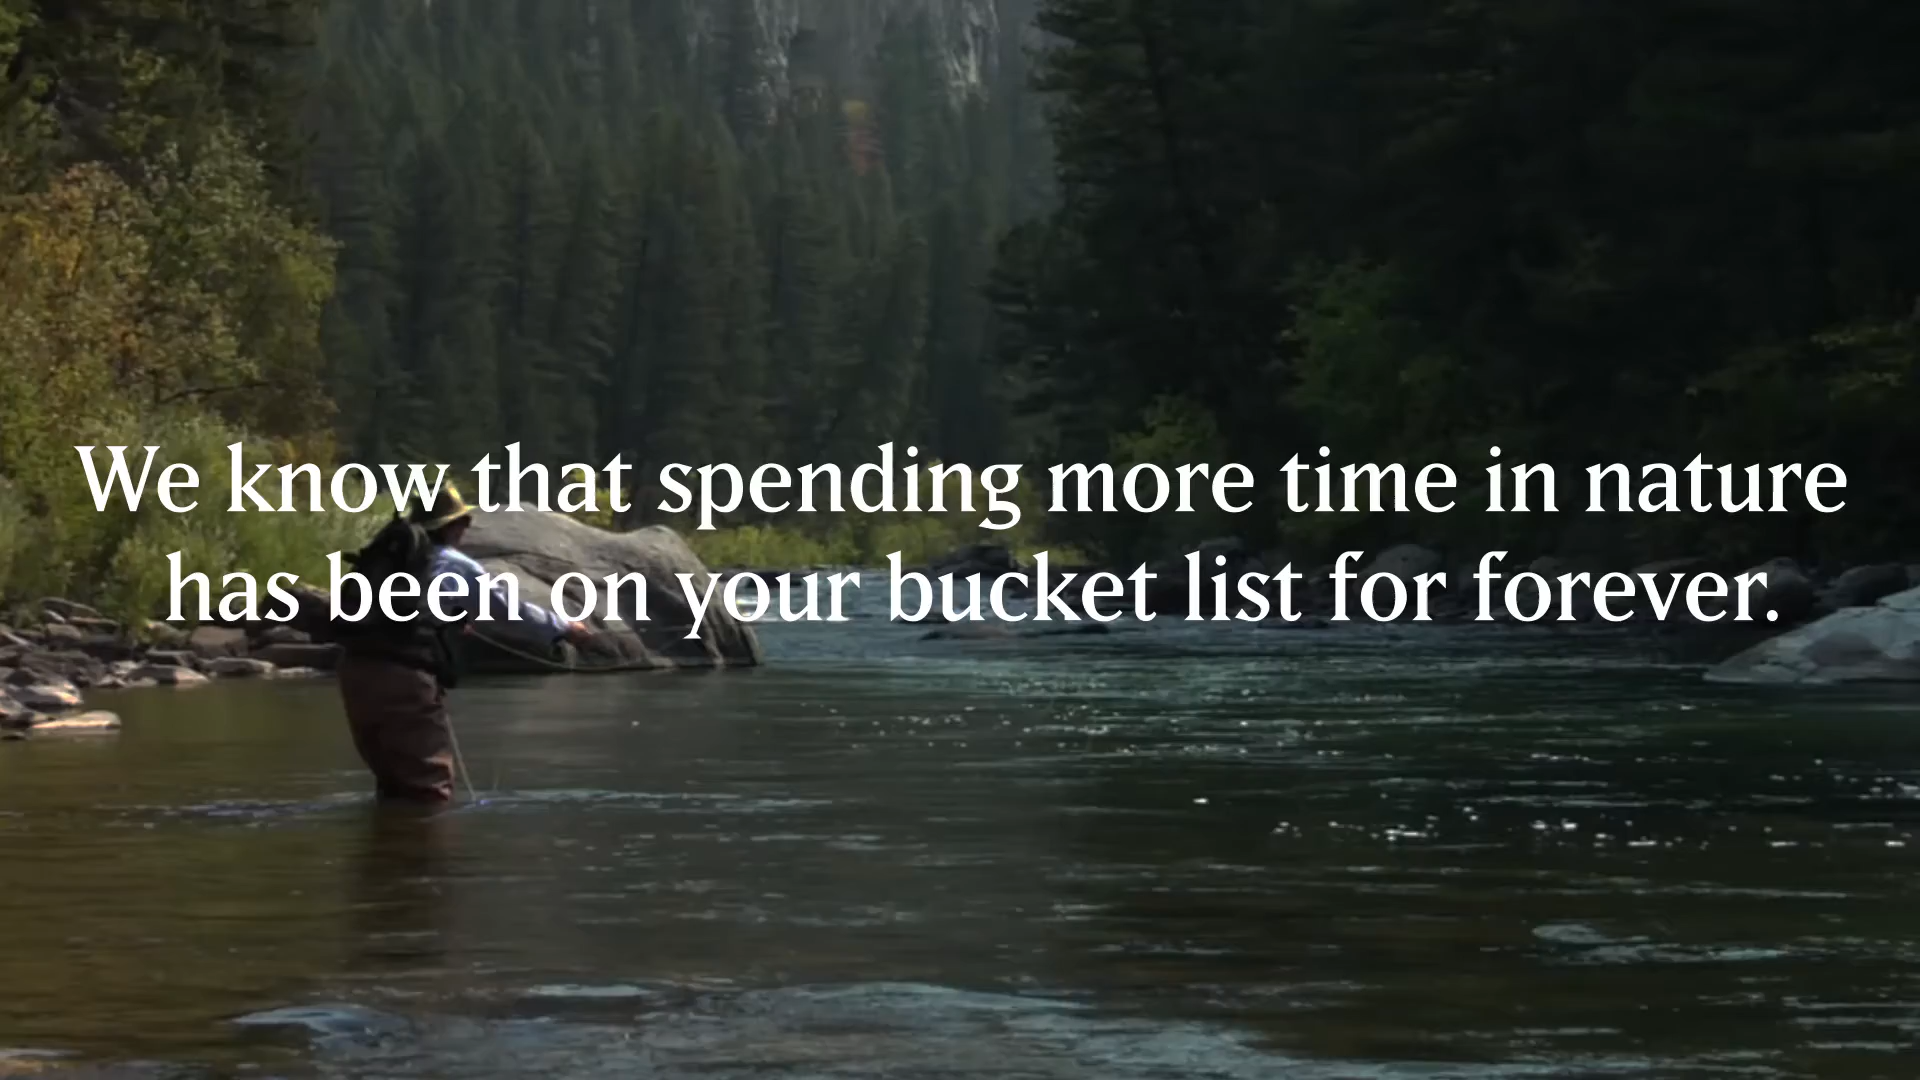 We know that spending more time in nature
has been on your bucket list for forever.